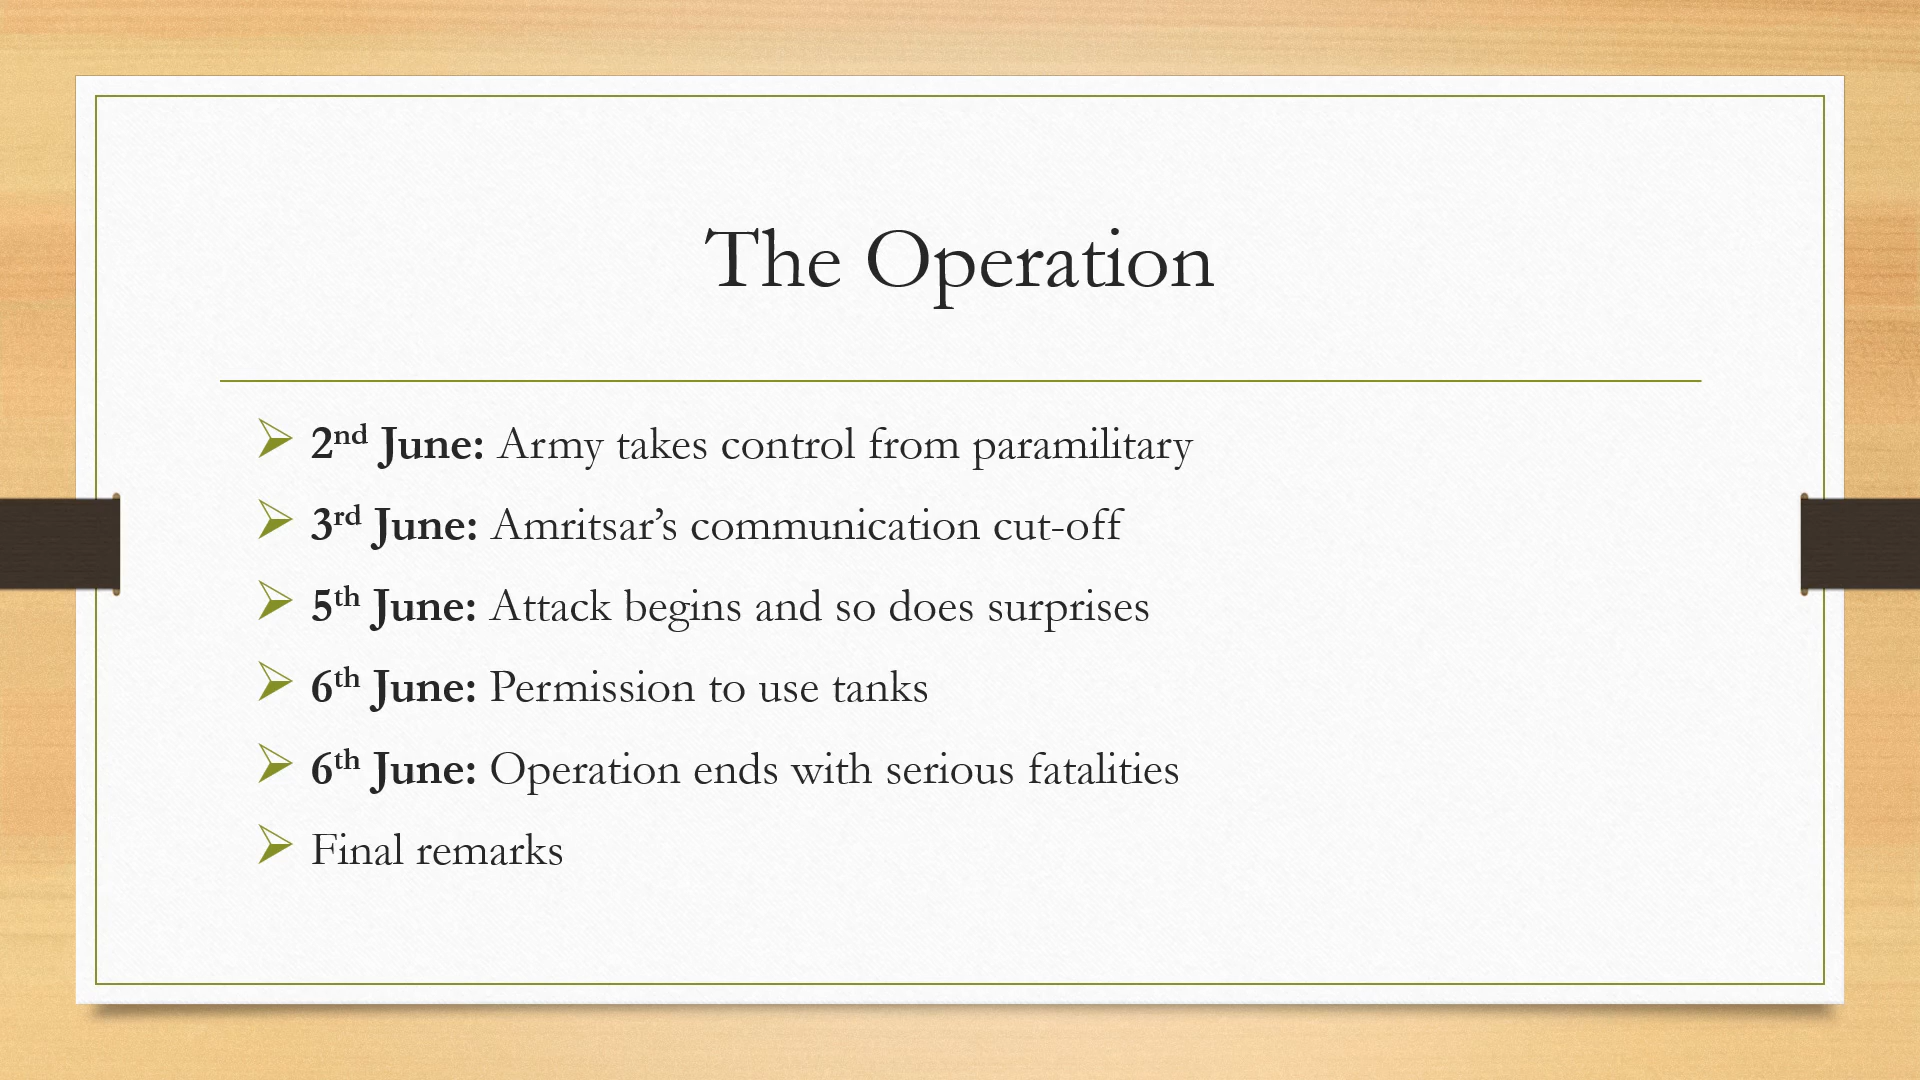 The Operation
2nd June: Army takes control from paramilitary
3rd June: Amritsar’s communication cut-off
5th June: Attack begins and so does surprises
6th June: Permission to use tanks
6th June: Operation ends with serious fatalities
Final remarks